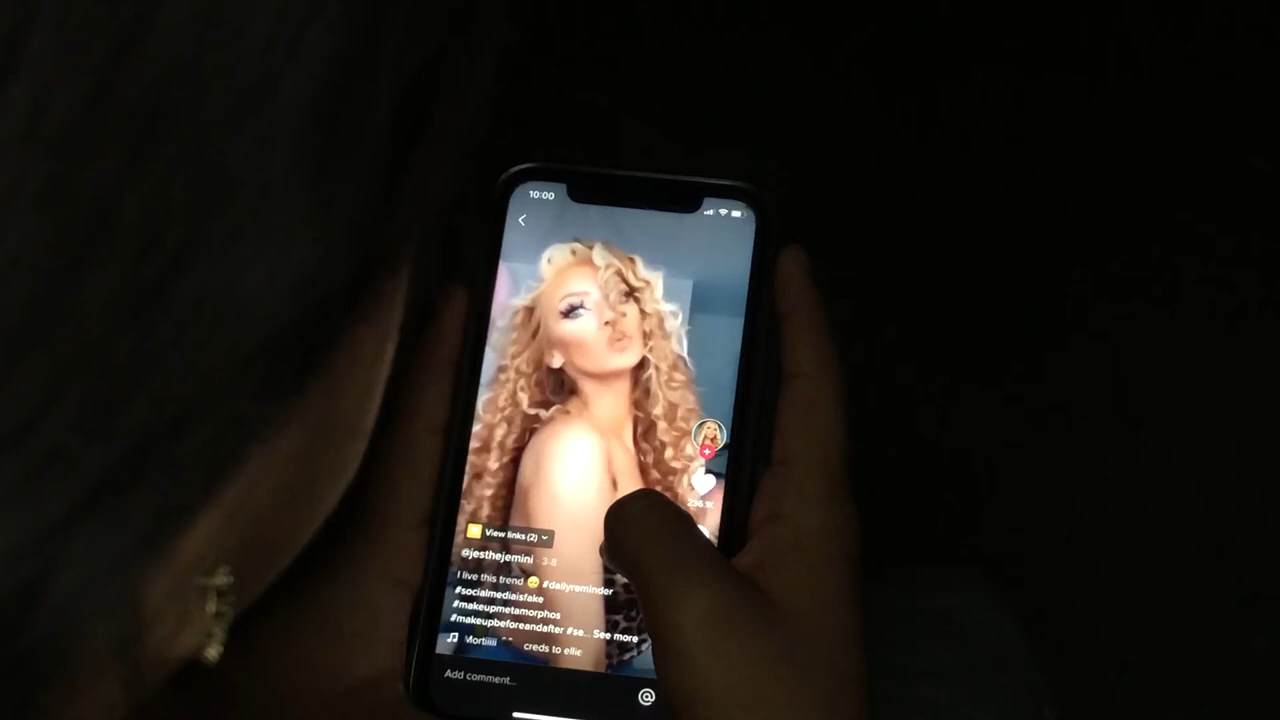 10:00
View links (2)
@jesthejemini · 3-8
I live this trend 🥺 #dailyreminder
#socialmediaisfake
#makeupmetamorphos
#makeupbeforeandafter #se... See more
creds to ellie
Add comment...
@